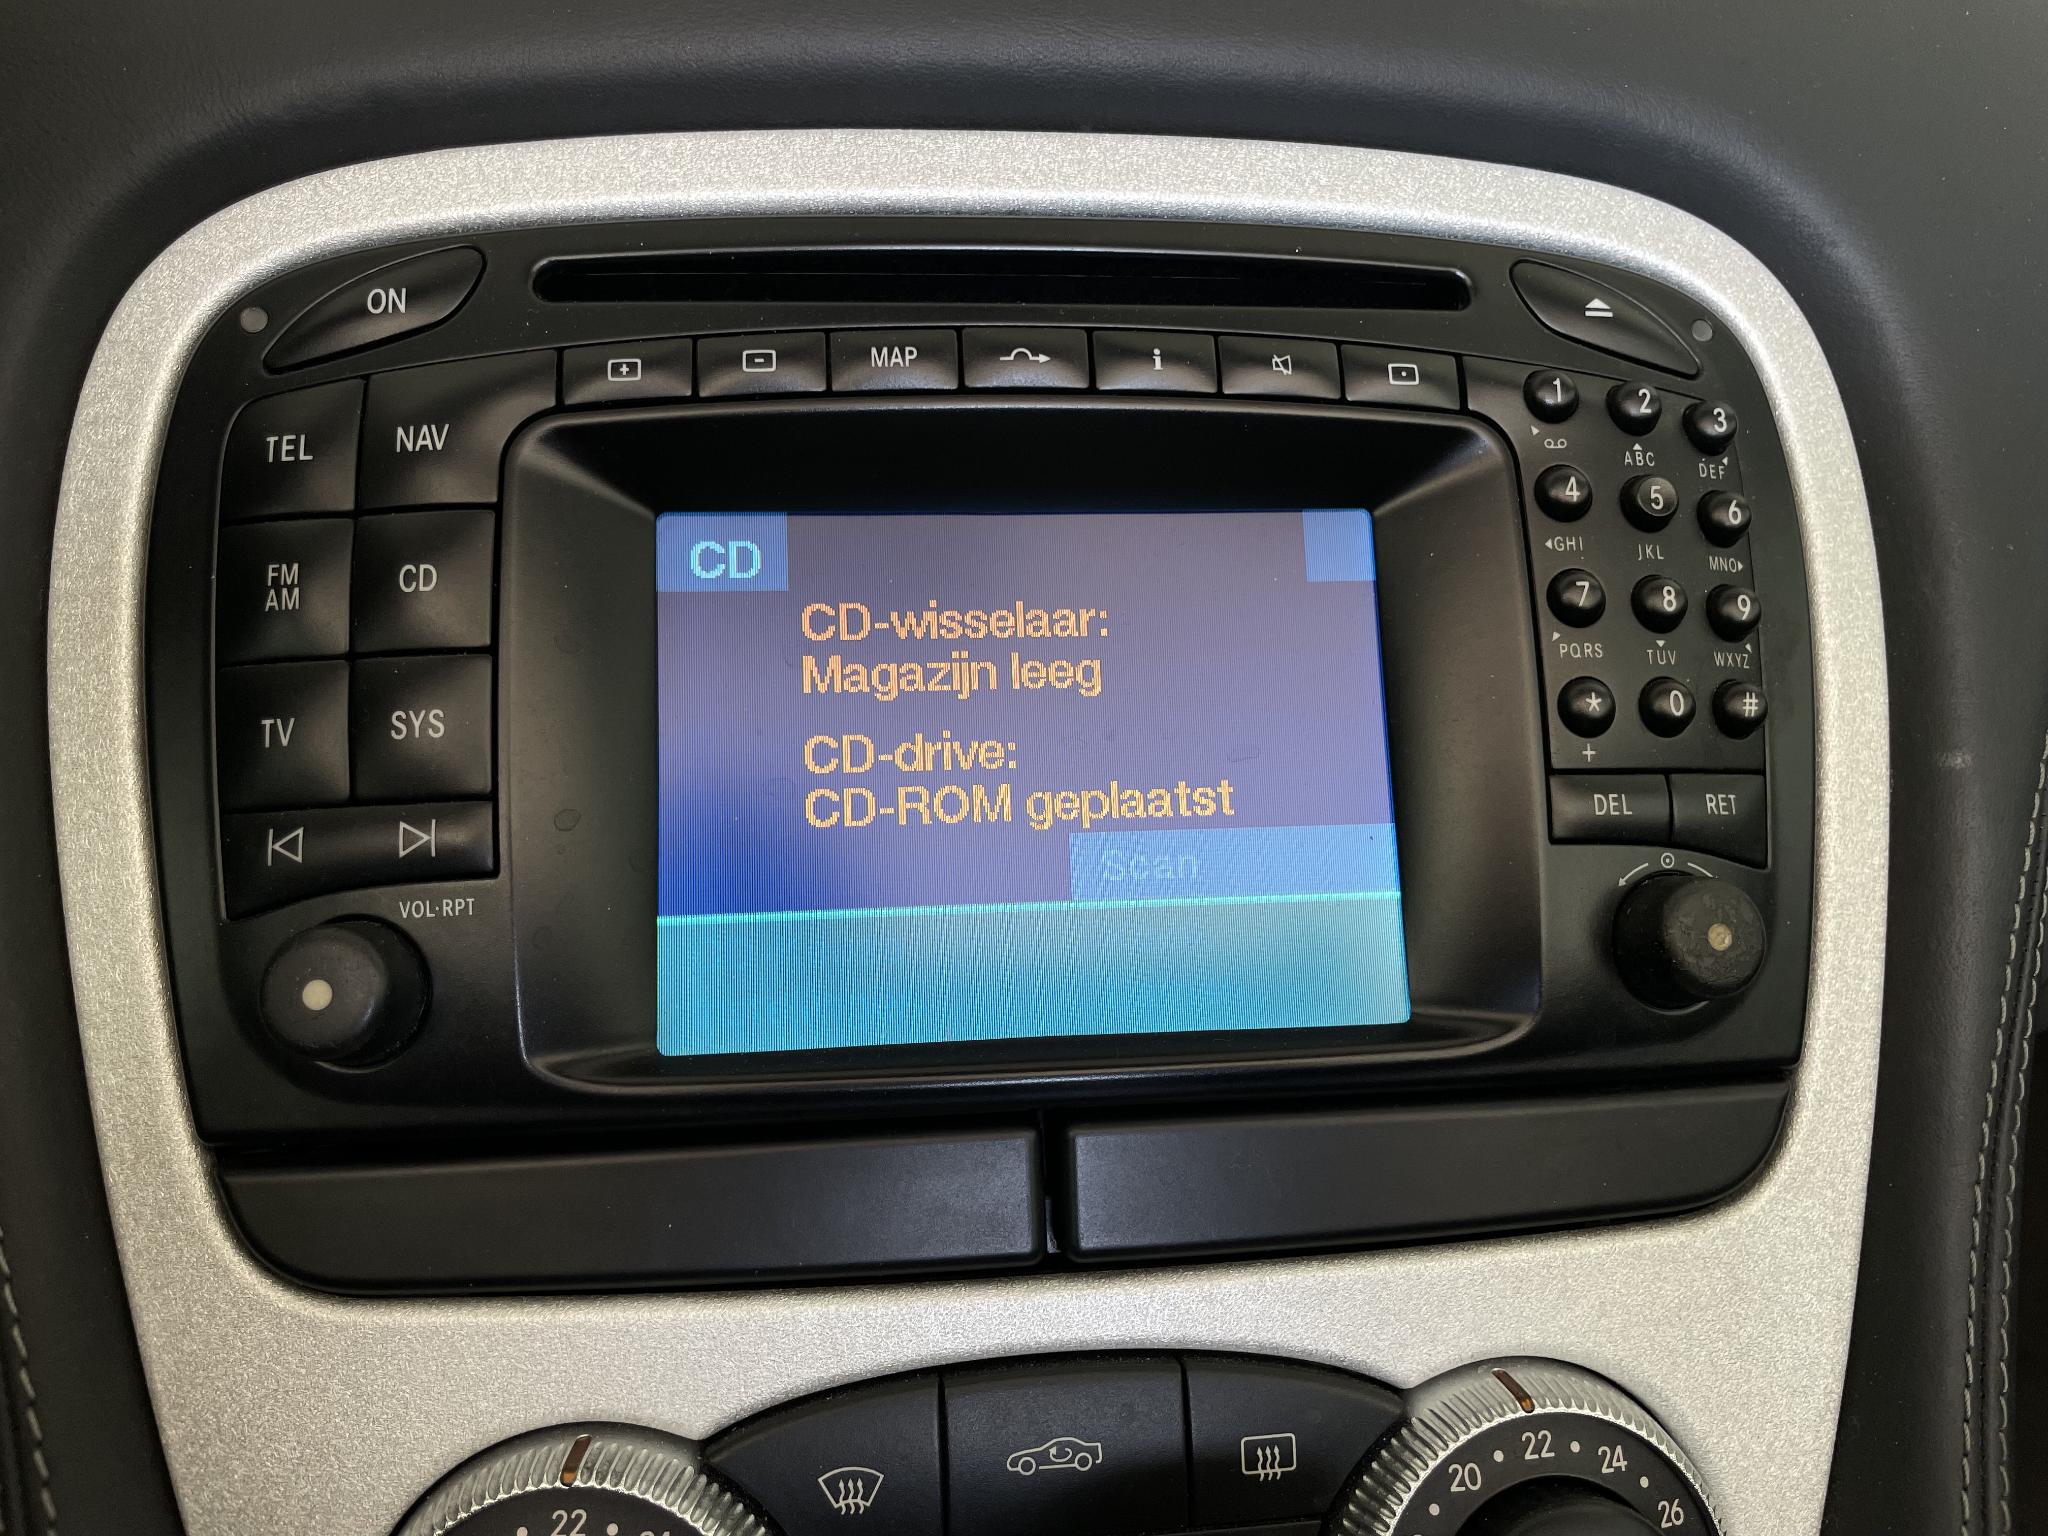 ON
MAP
i
TEL
NAV
FM
AM
CD
TV
SYS
VOL·RPT
CD
CD-wisselaar:
Magazijn leeg
CD-drive:
CD-ROM geplaatst
Scan
1 2 3
ABC DEF
4 5 6
GHI JKL MNO
7 8 9
PQRS TUV WXYZ
* 0 #
+
DEL RET
22
20 22 24 26